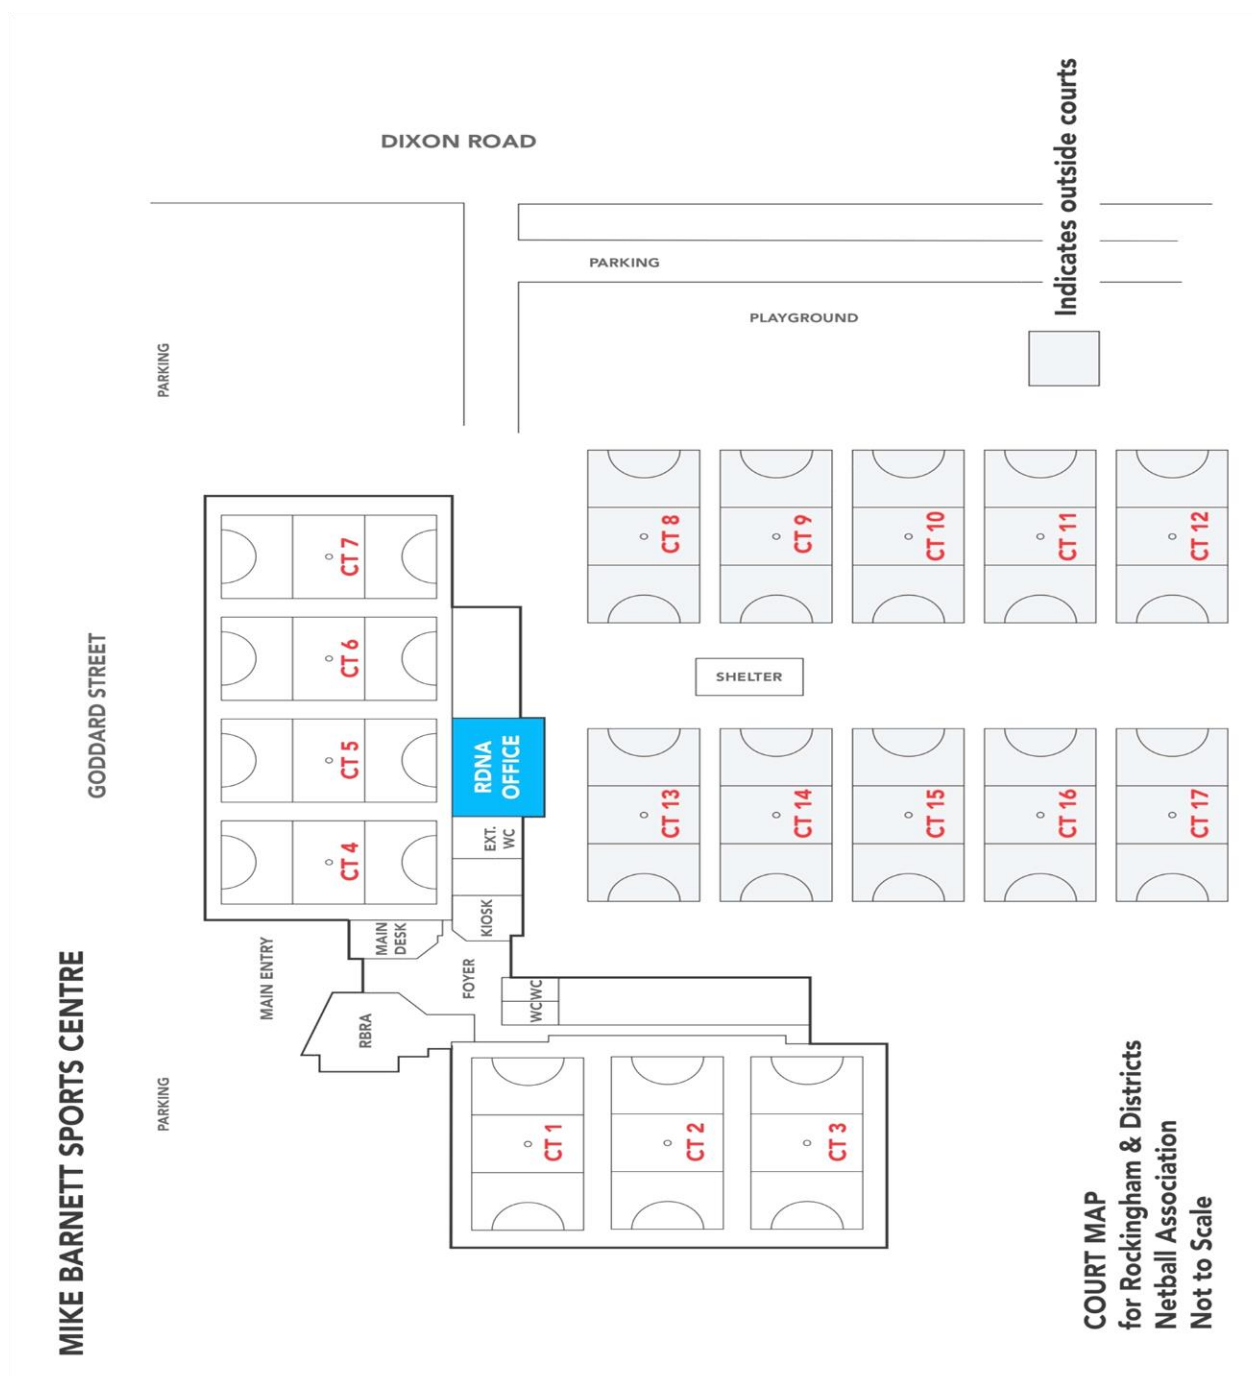 MIKE BARNETT SPORTS CENTRE
GODDARD STREET
DIXON ROAD
PARKING
PARKING
PARKING
PLAYGROUND
Indicates outside courts
MAIN ENTRY
RBRA
MAIN
DESK
FOYER
KIOSK
WC
WC
EXT.
WC
RDNA
OFFICE
SHELTER
CT 1
CT 2
CT 3
CT 4
CT 5
CT 6
CT 7
CT 8
CT 9
CT 10
CT 11
CT 12
CT 13
CT 14
CT 15
CT 16
CT 17
COURT MAP
for Rockingham & Districts
Netball Association
Not to Scale